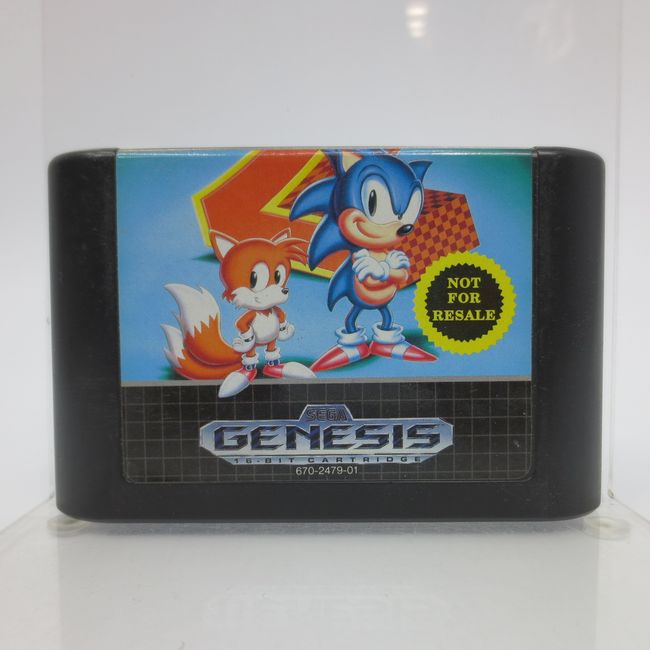 NOT
FOR
RESALE
SEGA
GENESIS
16-BIT CARTRIDGE
670-2479-01